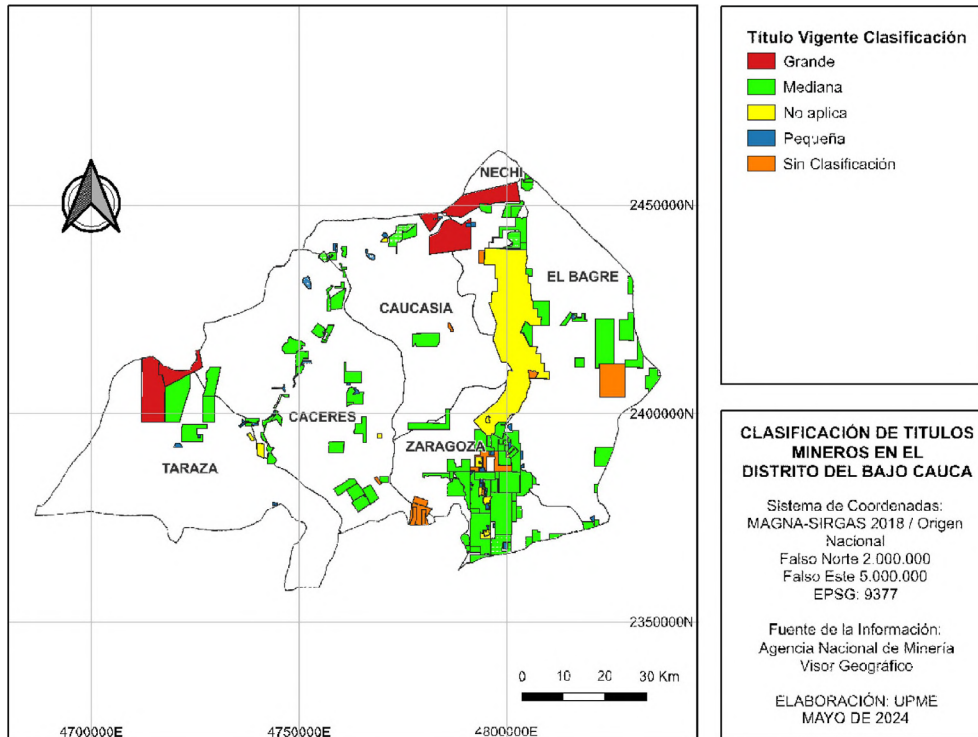 NECHI
EL BAGRE
CAUCASIA
CACERES
ZARAGOZA
TARAZA
2450000N
2400000N
2350000N
0 10 20 30 Km
4700000E
4750000E
4800000E
Título Vigente Clasificación
Grande
Mediana
No aplica
Pequeña
Sin Clasificación
CLASIFICACIÓN DE TITULOS
MINEROS EN EL
DISTRITO DEL BAJO CAUCA
Sistema de Coordenadas:
MAGNA-SIRGAS 2018 / Origen
Nacional
Falso Norte 2.000.000
Falso Este 5.000.000
EPSG: 9377
Fuente de la Información:
Agencia Nacional de Minería
Visor Geográfico
ELABORACIÓN: UPME
MAYO DE 2024